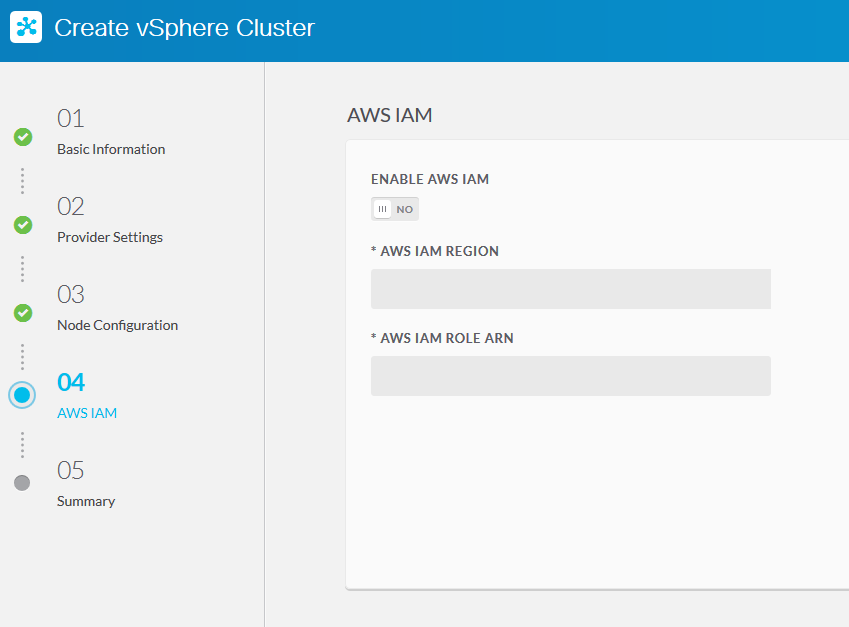 Create vSphere Cluster
01
Basic Information
02
Provider Settings
03
Node Configuration
04
AWS IAM
05
Summary
AWS IAM
ENABLE AWS IAM
NO
* AWS IAM REGION
* AWS IAM ROLE ARN